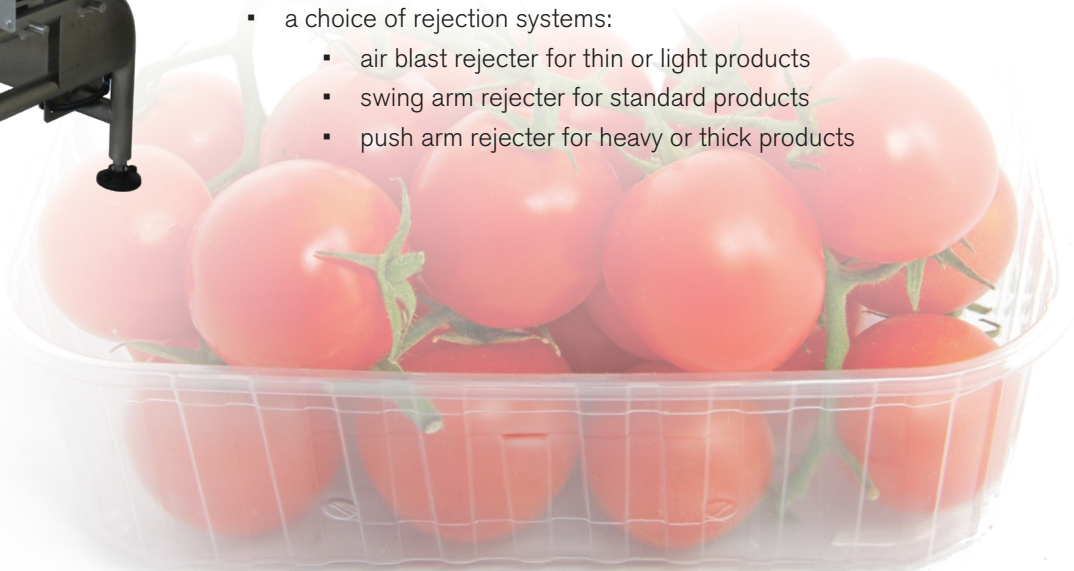 ▪ a choice of rejection systems:
▪ air blast rejecter for thin or light products
▪ swing arm rejecter for standard products
▪ push arm rejecter for heavy or thick products